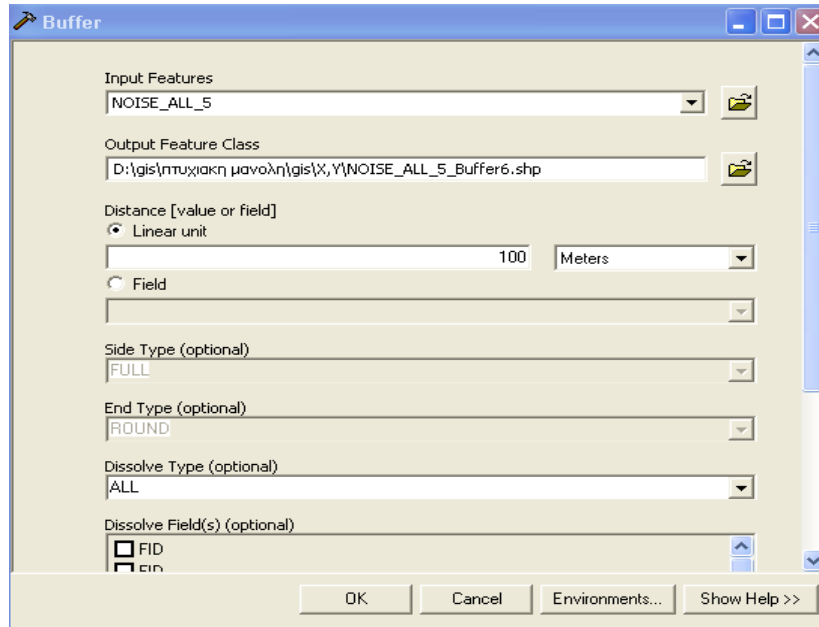 Buffer
Input Features
NOISE_ALL_5
Output Feature Class
D:\gis\πτυχιακη μανολη\gis\X,Y\NOISE_ALL_5_Buffer6.shp
Distance [value or field]
Linear unit
100 Meters
Field
Side Type (optional)
FULL
End Type (optional)
ROUND
Dissolve Type (optional)
ALL
Dissolve Field(s) (optional)
FID
OK Cancel Environments... Show Help >>